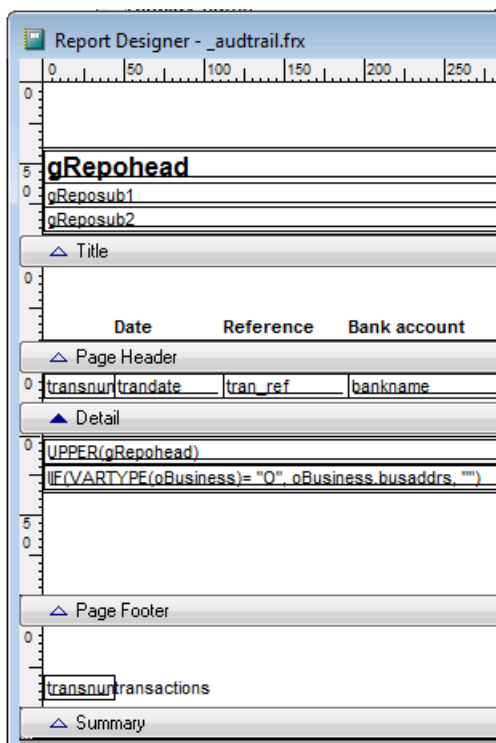 Report Designer - _audtrail.frx
0 50 100 150 200 250
0
5
0
gRepohead
gReposub1
gReposub2
Title
0
Date Reference Bank account
Page Header
0 transnum trandate tran_ref bankname
Detail
0
UPPER(gRepohead)
IIF(VARTYPE(oBusiness)= "O", oBusiness.busaddrs, "")
5
0
Page Footer
0
transnum transactions
Summary